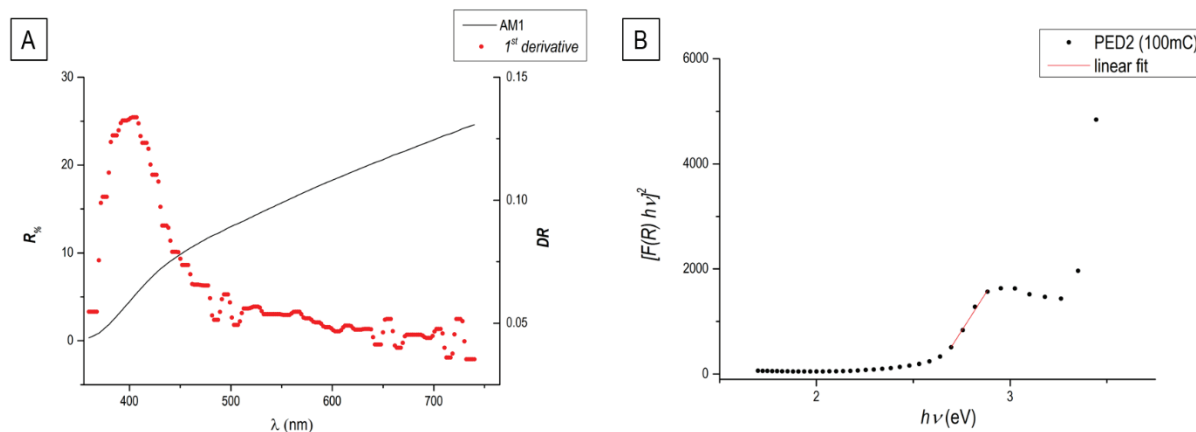 A
AM1
1st derivative
30
20
10
0
R%
0.15
0.10
0.05
DR
400
500
600
700
λ (nm)
B
PED2 (100mC)
linear fit
6000
4000
2000
0
[F(R) hν]²
2
3
hν (eV)